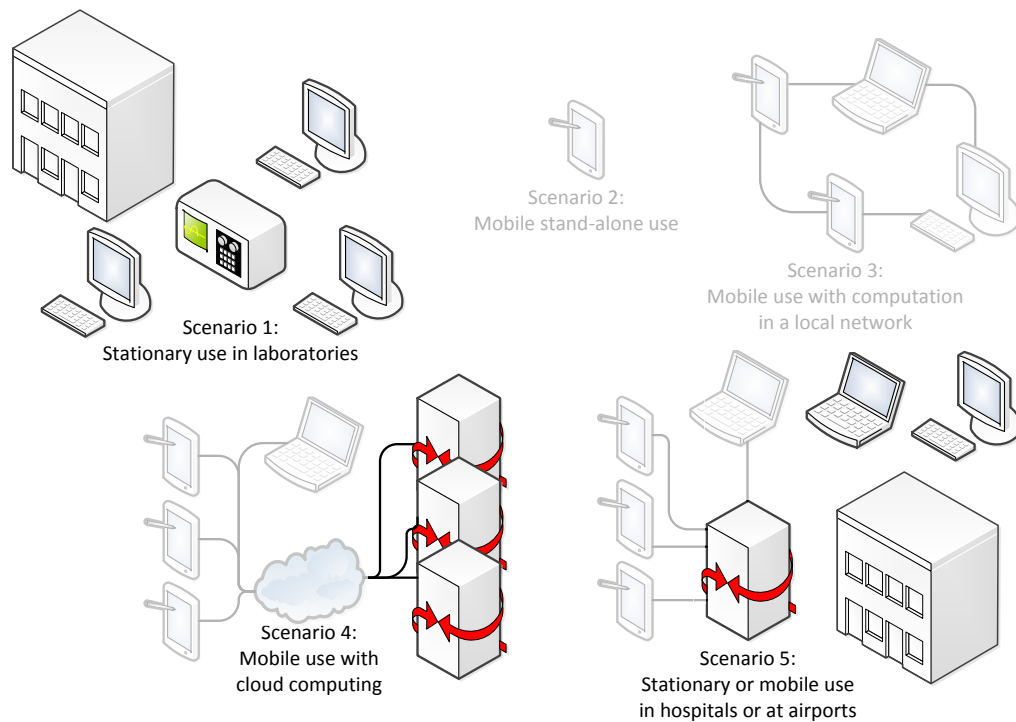 Scenario 1:
Stationary use in laboratories
Scenario 2:
Mobile stand-alone use
Scenario 3:
Mobile use with computation
in a local network
Scenario 4:
Mobile use with
cloud computing
Scenario 5:
Stationary or mobile use
in hospitals or at airports